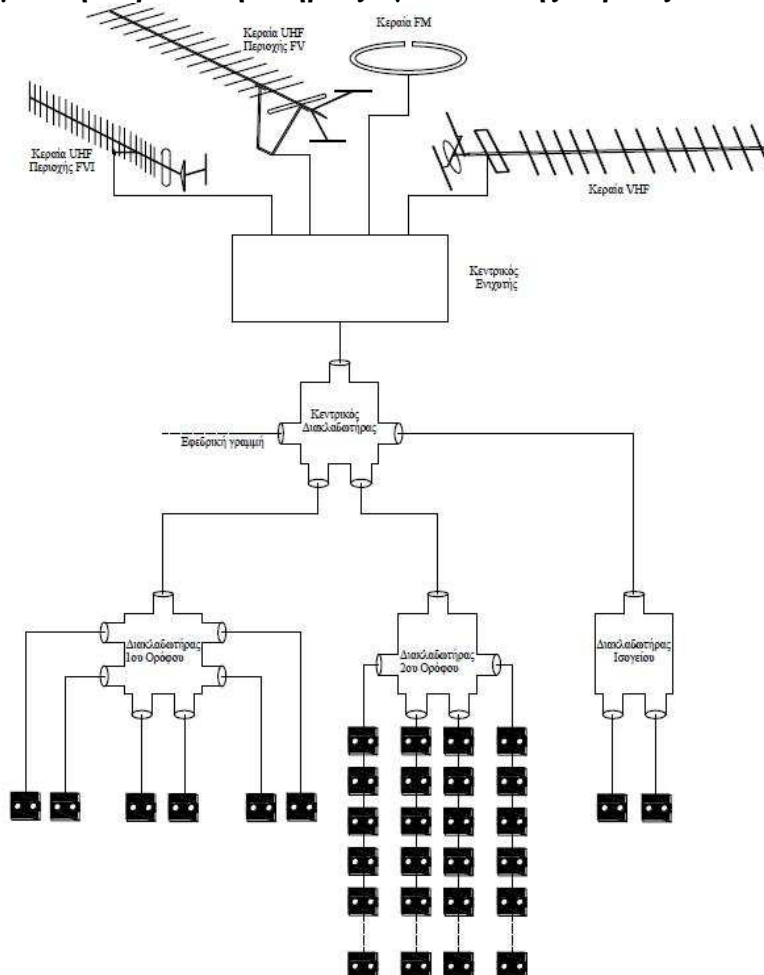 Κεραία UHF
Περιοχής FV
Κεραία FM
Κεραία UHF
Περιοχής FVI
Κεραία VHF
Κεντρικός
Ενιχυτής
Κεντρικός
Διακλαδωτήρας
Εφεδρική γραμμή
Διακλαδωτήρας
1ου Ορόφου
Διακλαδωτήρας
2ου Ορόφου
Διακλαδωτήρας
Ισογείου